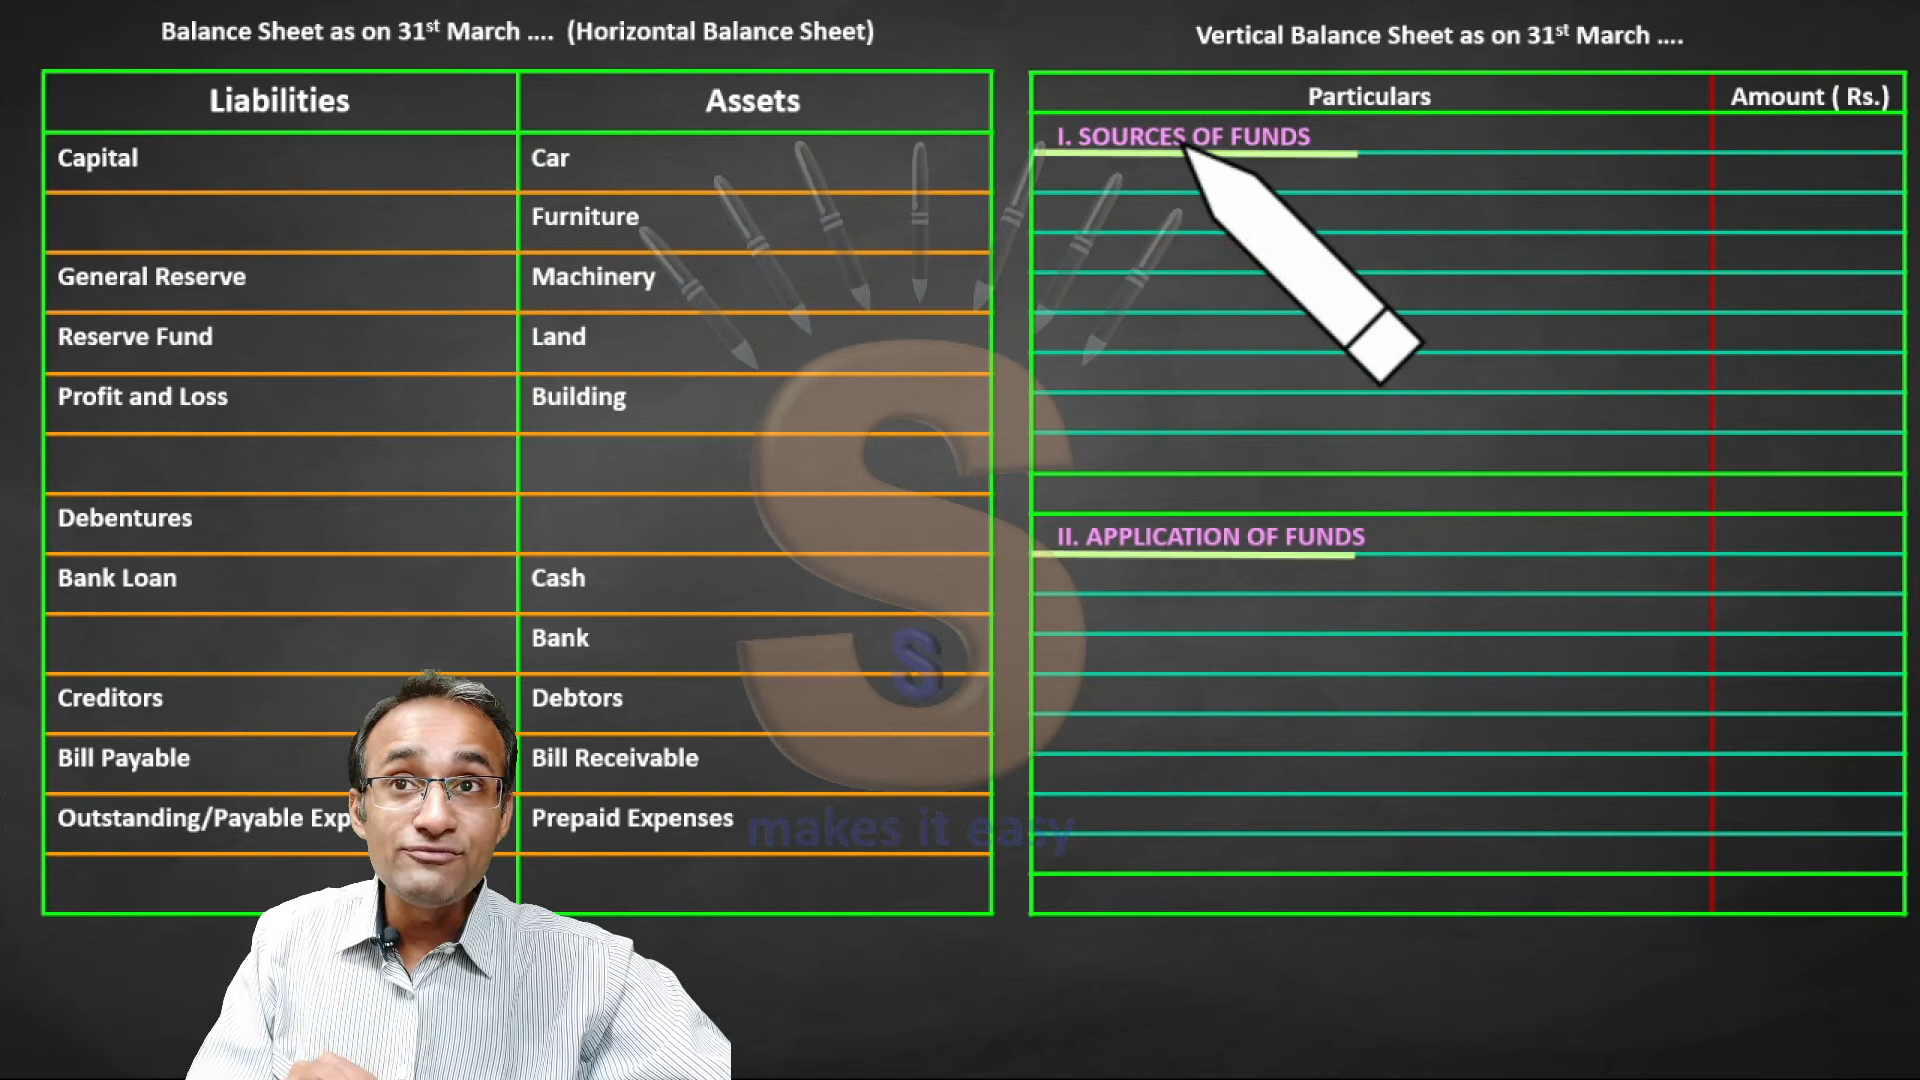 Balance Sheet as on 31st March .... (Horizontal Balance Sheet)
Liabilities
Assets
Capital
Car
Furniture
General Reserve
Machinery
Reserve Fund
Land
Profit and Loss
Building
Debentures
Bank Loan
Cash
Bank
Creditors
Debtors
Bill Payable
Bill Receivable
Outstanding/Payable Exp
Prepaid Expenses
Vertical Balance Sheet as on 31st March ....
Particulars
Amount ( Rs.)
I. SOURCES OF FUNDS
II. APPLICATION OF FUNDS
S
S
makes it easy